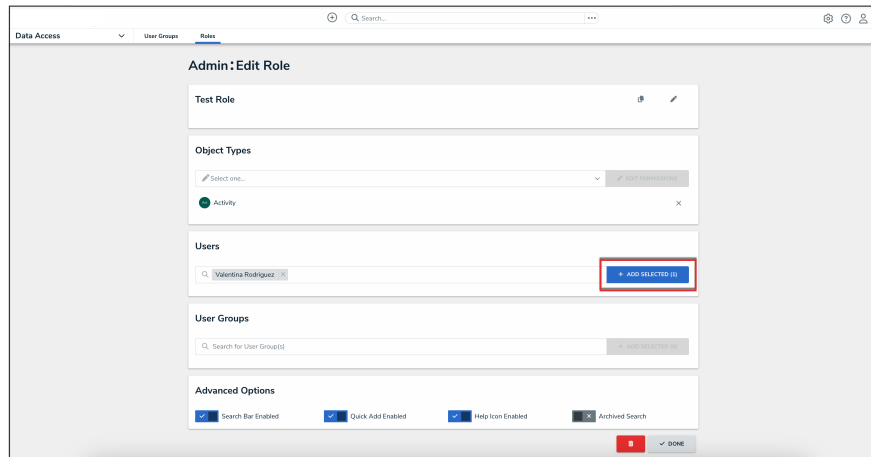 Search...
Data Access
User Groups
Roles
Admin:Edit Role
Test Role
Object Types
Select one...
EDIT PERMISSIONS
Activity
Users
Valentina Rodriguez
+ ADD SELECTED (1)
User Groups
Search for User Group(s)
+ ADD SELECTED (0)
Advanced Options
Search Bar Enabled
Quick Add Enabled
Help Icon Enabled
Archived Search
DONE